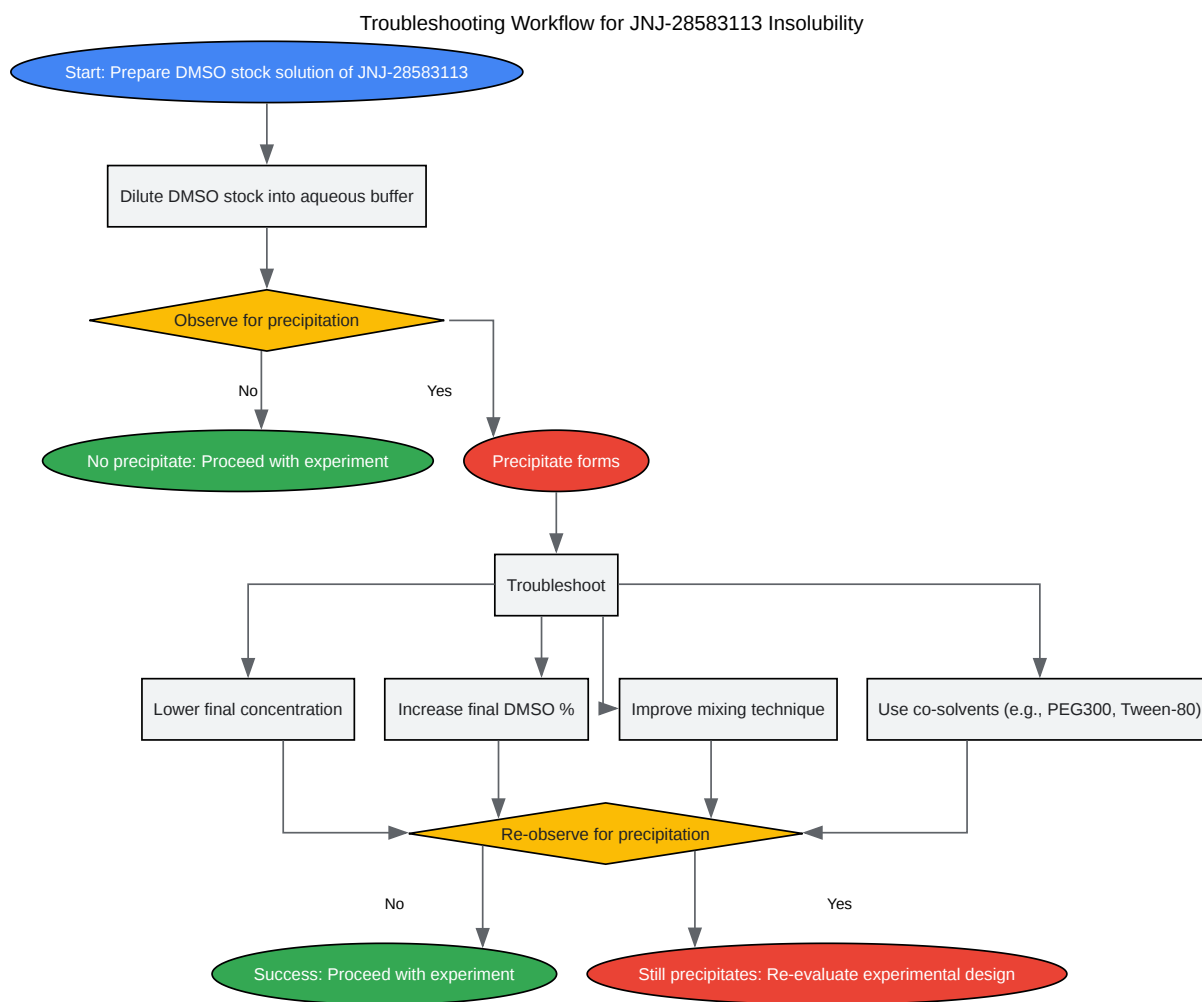 Troubleshooting Workflow for JNJ-28583113 Insolubility
Start: Prepare DMSO stock solution of JNJ-28583113
Dilute DMSO stock into aqueous buffer
Observe for precipitation
No
Yes
No precipitate: Proceed with experiment
Precipitate forms
Troubleshoot
Lower final concentration
Increase final DMSO %
Improve mixing technique
Use co-solvents (e.g., PEG300, Tween-80)
Re-observe for precipitation
No
Yes
Success: Proceed with experiment
Still precipitates: Re-evaluate experimental design